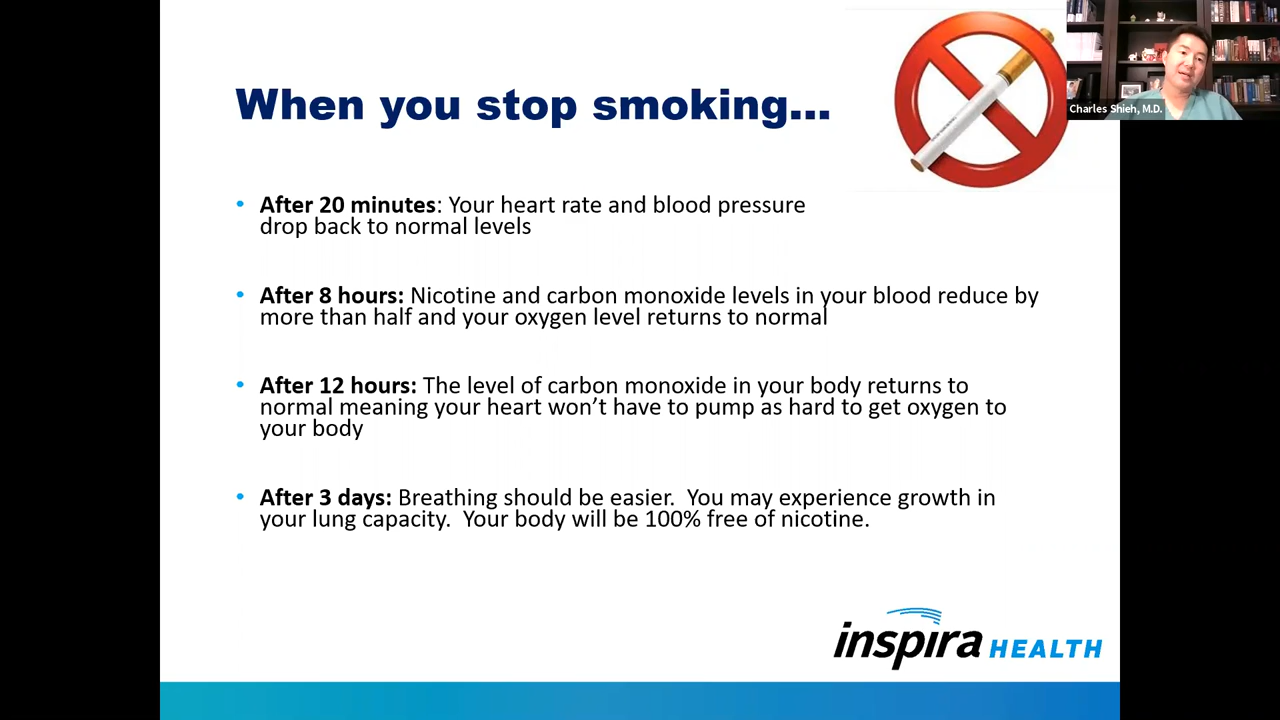 When you stop smoking...
Charles Shieh, M.D.
• After 20 minutes: Your heart rate and blood pressure
drop back to normal levels
• After 8 hours: Nicotine and carbon monoxide levels in your blood reduce by
more than half and your oxygen level returns to normal
• After 12 hours: The level of carbon monoxide in your body returns to
normal meaning your heart won’t have to pump as hard to get oxygen to
your body
• After 3 days: Breathing should be easier. You may experience growth in
your lung capacity. Your body will be 100% free of nicotine.
inspira HEALTH